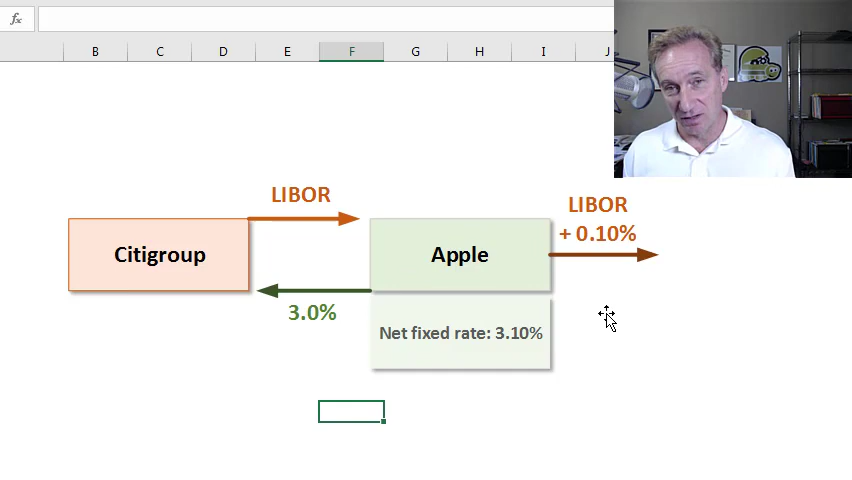 fx
B C D E F G H I J
LIBOR
LIBOR
+ 0.10%
Citigroup
Apple
3.0%
Net fixed rate: 3.10%